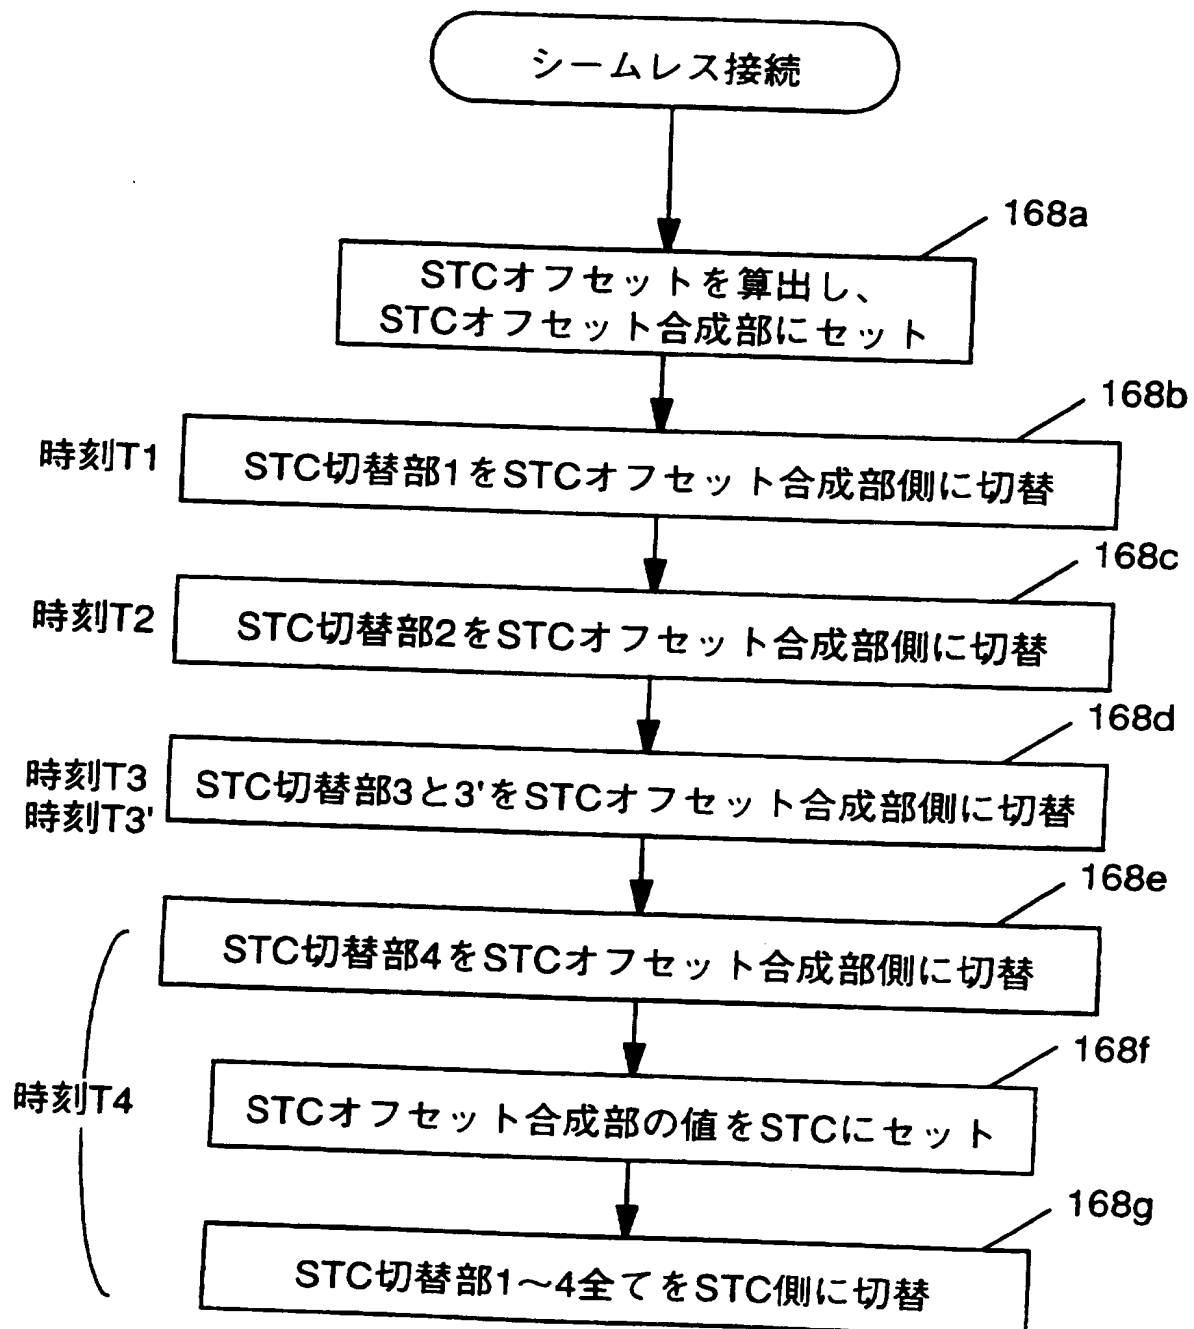 シームレス接続
168a
STCオフセットを算出し、
STCオフセット合成部にセット
168b
時刻T1
STC切替部1をSTCオフセット合成部側に切替
168c
時刻T2
STC切替部2をSTCオフセット合成部側に切替
168d
時刻T3
時刻T3'
STC切替部3と3'をSTCオフセット合成部側に切替
168e
STC切替部4をSTCオフセット合成部側に切替
168f
時刻T4
STCオフセット合成部の値をSTCにセット
168g
STC切替部1〜4全てをSTC側に切替